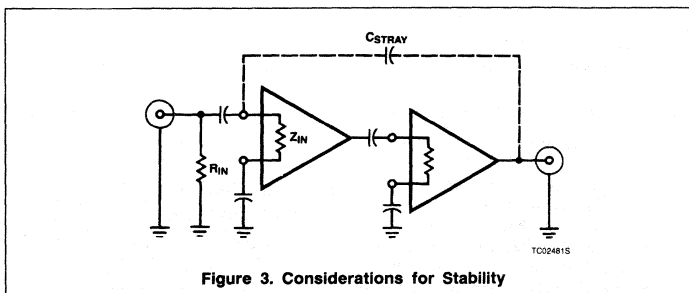 CSTRAY
ZIN
RIN
TC02481S
Figure 3. Considerations for Stability